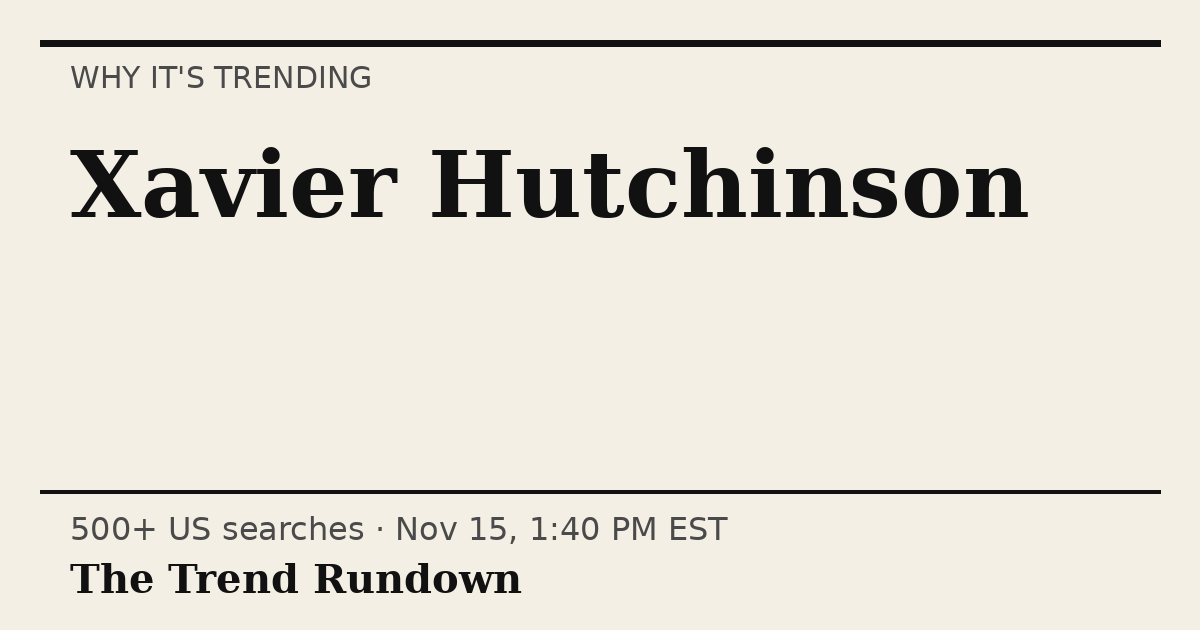 WHY IT'S TRENDING
Xavier Hutchinson
500+ US searches · Nov 15, 1:40 PM EST
The Trend Rundown